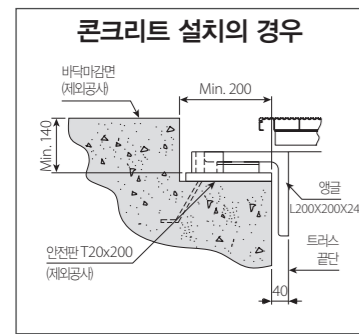 콘크리트 설치의 경우
바닥마감면
(제외공사)
Min. 200
Min. 140
앵글
L200X200X24
안전판 T20x200
(제외공사)
트러스
끝단
40